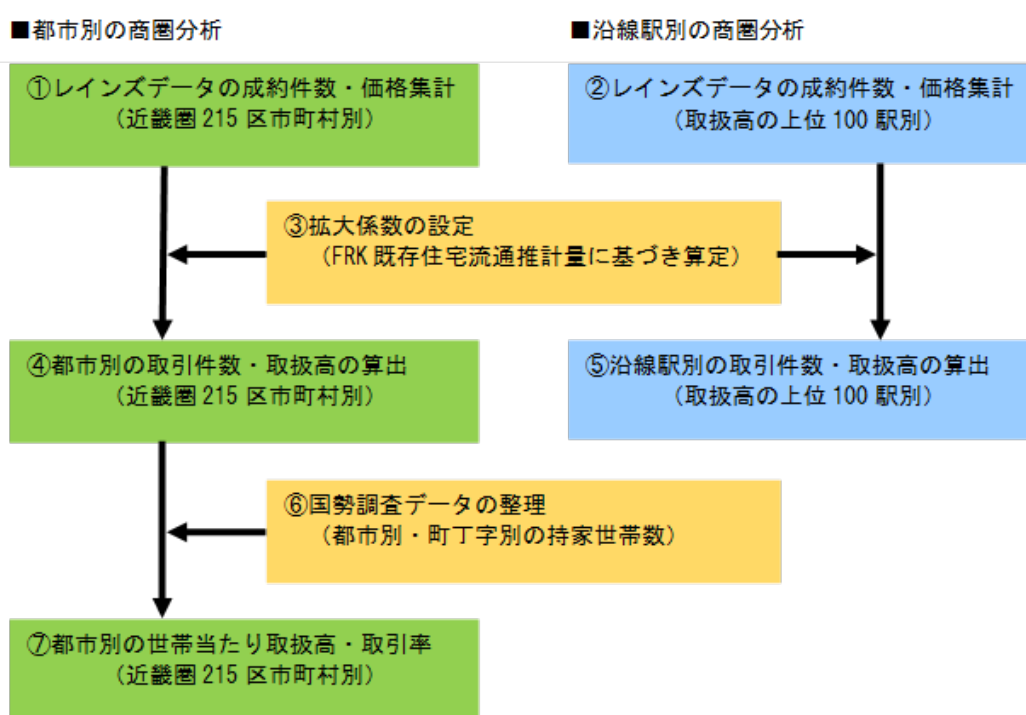 ■都市別の商圏分析
■沿線駅別の商圏分析
①レインズデータの成約件数・価格集計
（近畿圏 215 区市町村別）
②レインズデータの成約件数・価格集計
（取扱高の上位 100 駅別）
③拡大係数の設定
（FRK 既存住宅流通推計量に基づき算定）
④都市別の取引件数・取扱高の算出
（近畿圏 215 区市町村別）
⑤沿線駅別の取引件数・取扱高の算出
（取扱高の上位 100 駅別）
⑥国勢調査データの整理
（都市別・町丁字別の持家世帯数）
⑦都市別の世帯当たり取扱高・取引率
（近畿圏 215 区市町村別）